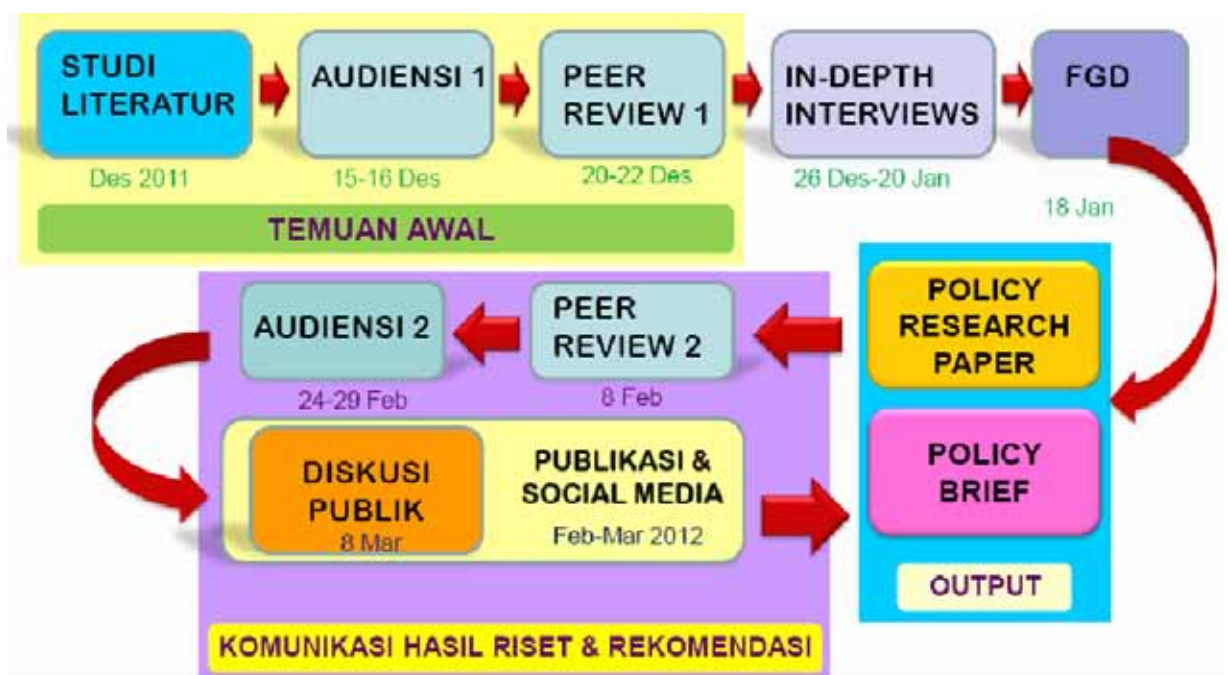 STUDI
LITERATUR
Des 2011
AUDIENSI 1
15-16 Des
PEER
REVIEW 1
20-22 Des
IN-DEPTH
INTERVIEWS
26 Des-20 Jan
FGD
18 Jan
TEMUAN AWAL
POLICY
RESEARCH
PAPER
POLICY
BRIEF
OUTPUT
PEER
REVIEW 2
8 Feb
AUDIENSI 2
24-29 Feb
DISKUSI
PUBLIK
8 Mar
PUBLIKASI &
SOCIAL MEDIA
Feb-Mar 2012
KOMUNIKASI HASIL RISET & REKOMENDASI